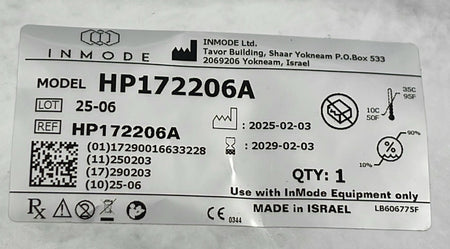 INMODE
INMODE Ltd.
Tavor Building, Shaar Yokneam P.O.Box 533
2069206 Yokneam, Israel
MODEL HP172206A
LOT 25-06
REF HP172206A
(01)17290016633228
(11)250203
(17)290203
(10)25-06
: 2025-02-03
: 2029-02-03
35C
95F
10C
50F
90%
%
10%
QTY: 1
Use with InMode Equipment only
Rx
2
CE 0344
MADE IN ISRAEL
LB606775F